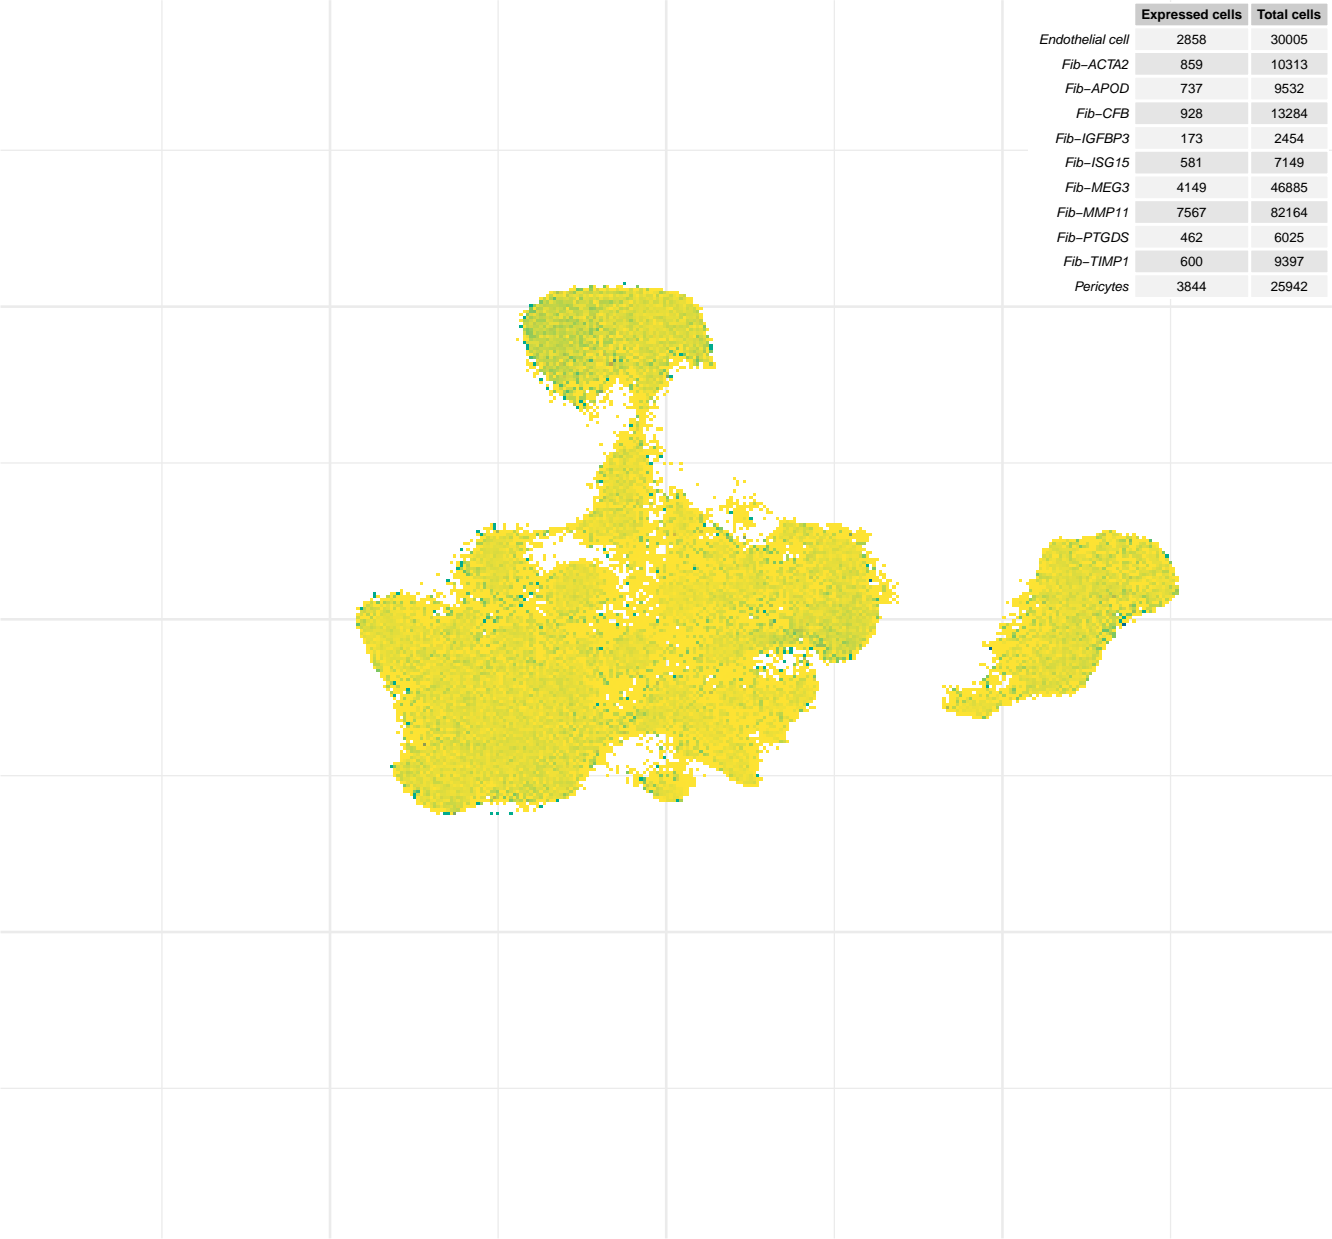 Expressed cells Total cells
Endothelial cell 2858 30005
Fib−ACTA2 859 10313
Fib−APOD 737 9532
Fib−CFB 928 13284
Fib−IGFBP3 173 2454
Fib−ISG15 581 7149
Fib−MEG3 4149 46885
Fib−MMP11 7567 82164
Fib−PTGDS 462 6025
Fib−TIMP1 600 9397
Pericytes 3844 25942